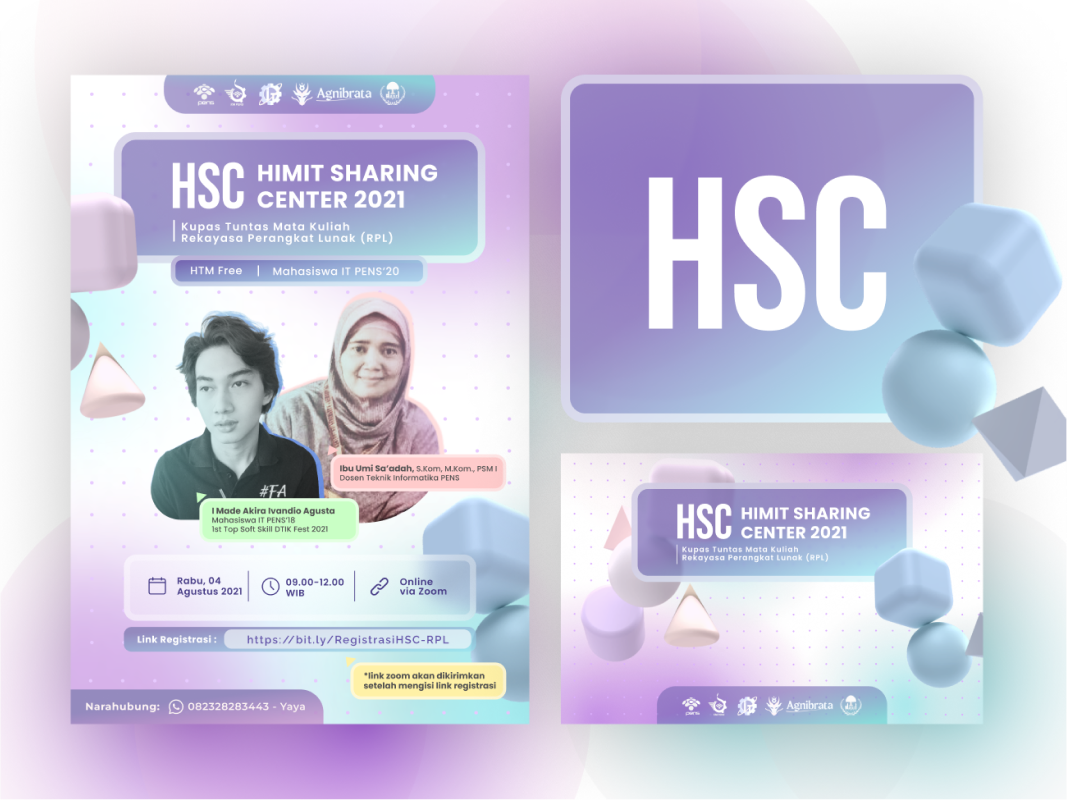 Agnibrata
HSC
HIMIT SHARING
CENTER 2021
Kupas Tuntas Mata Kuliah
Rekayasa Perangkat Lunak (RPL)
HTM Free | Mahasiswa IT PENS'20
#FA
Ibu Umi Sa'adah, S.Kom, M.Kom., PSM I
Dosen Teknik Informatika PENS
I Made Akira Ivandio Agusta
Mahasiswa IT PENS'18
1st Top Soft Skill DTIK Fest 2021
Rabu, 04
Agustus 2021
09.00-12.00
WIB
Online
via Zoom
Link Registrasi :
https://bit.ly/RegistrasiHSC-RPL
*link zoom akan dikirimkan
setelah mengisi link registrasi
Narahubung:
082328283443 - Yaya
HSC
HSC
HIMIT SHARING
CENTER 2021
Kupas Tuntas Mata Kuliah
Rekayasa Perangkat Lunak (RPL)
Agnibrata